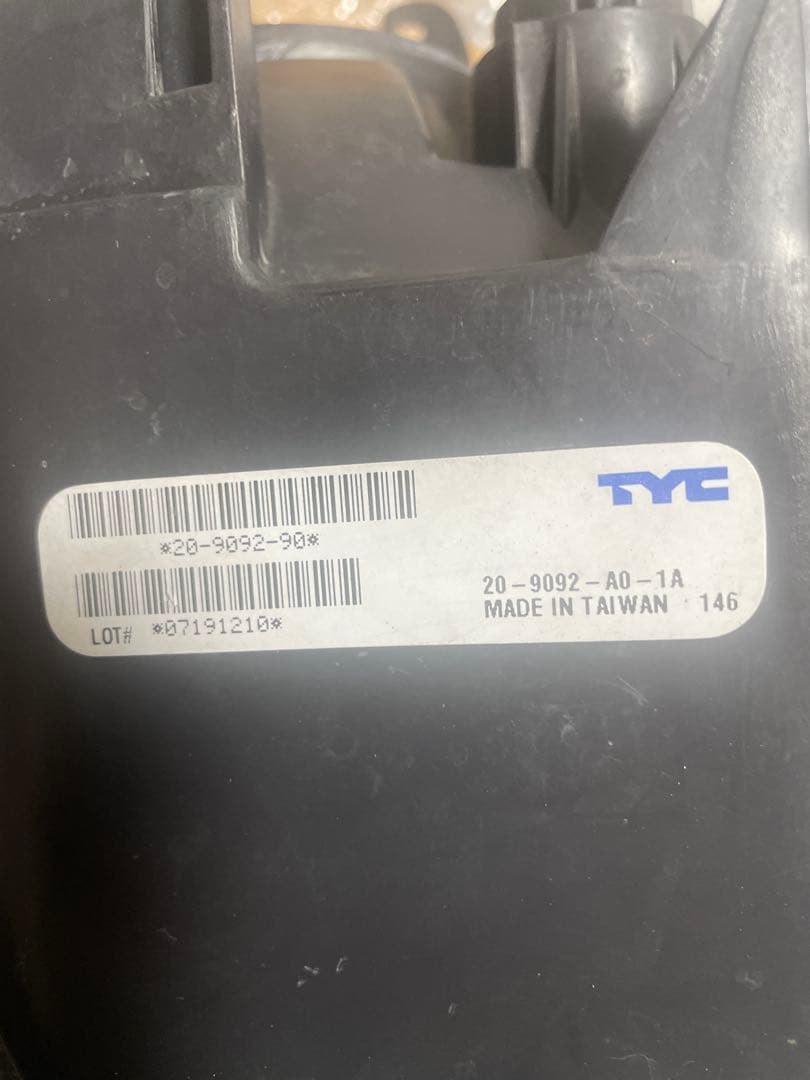 TYC
*20-9092-90*
20-9092-A0-1A
MADE IN TAIWAN 146
LOT# *07191210*